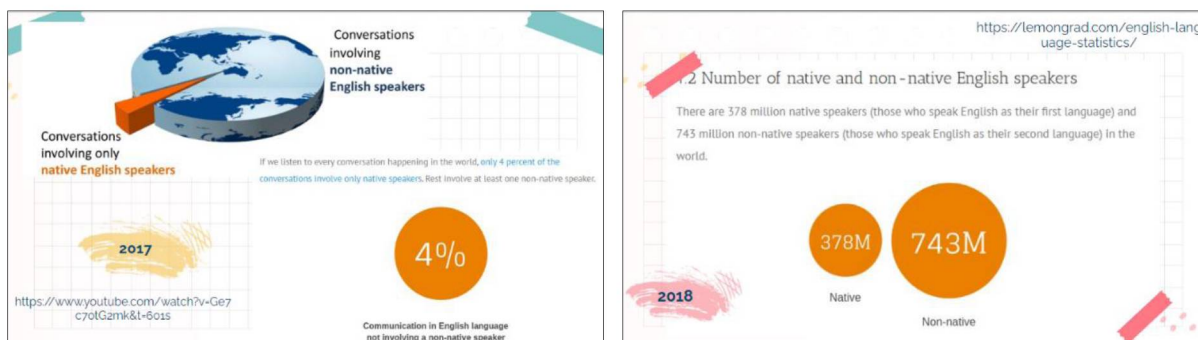 Conversations
involving
non-native
English speakers
Conversations
involving only
native English speakers
If we listen to every conversation happening in the world, only 4 percent of the
conversations involve only native speakers. Rest involve at least one non-native speaker.
2017
4%
https://www.youtube.com/watch?v=Ge7
c70tG2mk&t=601s
Communication in English language
not involving a non-native speaker
https://lemongrad.com/english-lang
uage-statistics/
.2 Number of native and non-native English speakers
There are 378 million native speakers (those who speak English as their first language) and
743 million non-native speakers (those who speak English as their second language) in the
world.
378M
743M
2018
Native
Non-native